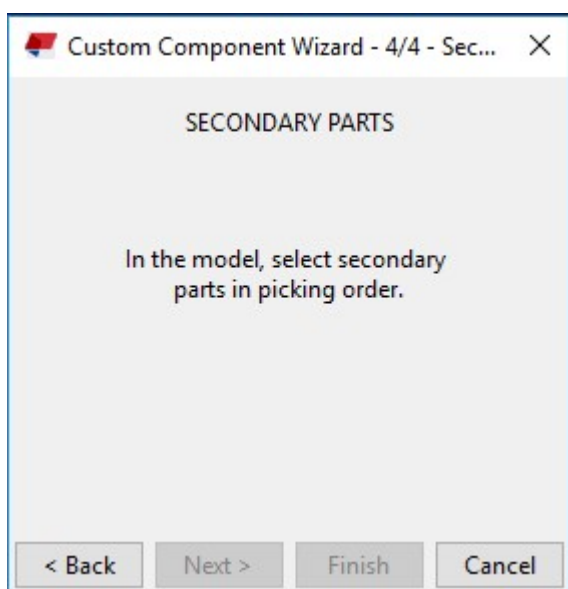 Custom Component Wizard - 4/4 - Sec...
SECONDARY PARTS
In the model, select secondary
parts in picking order.
< Back Next > Finish Cancel